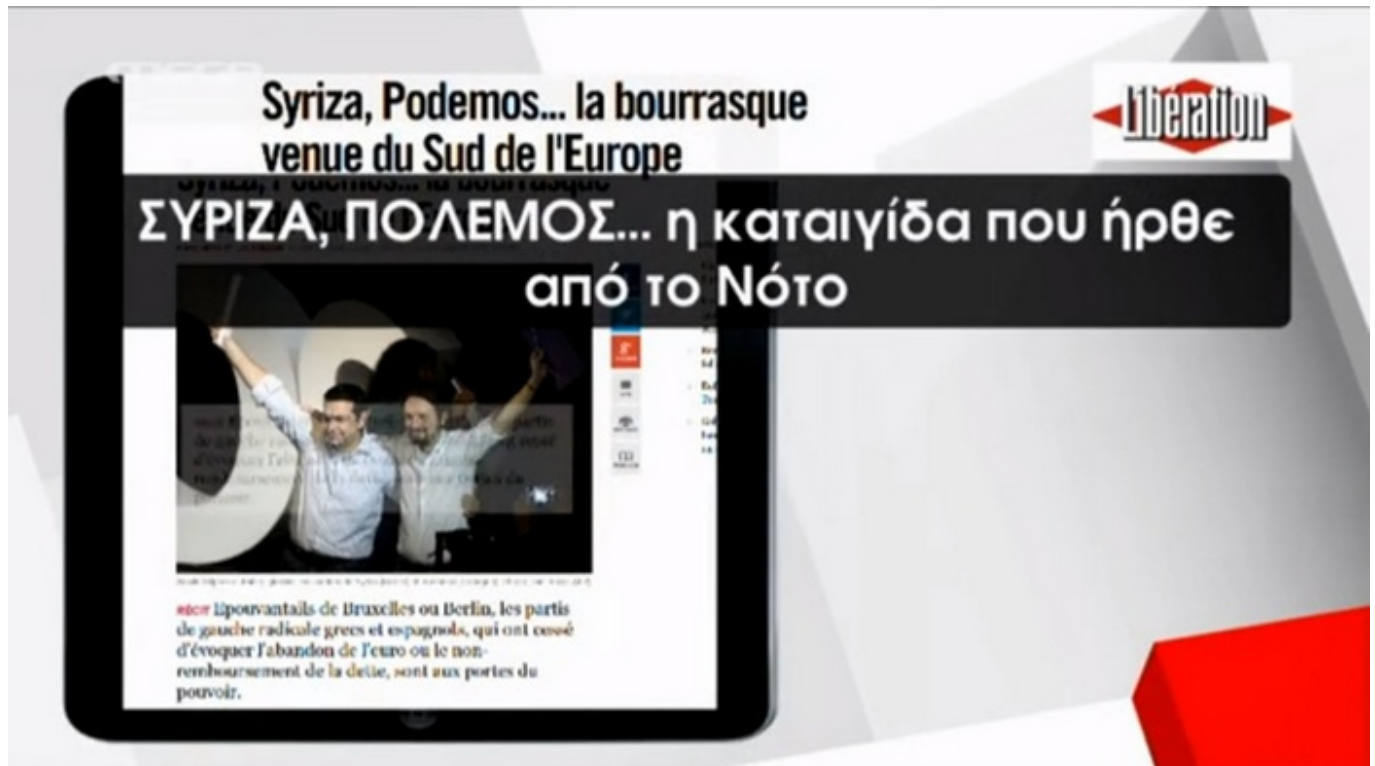 Syriza, Podemos... la bourrasque
venue du Sud de l'Europe
Libération
ΣΥΡΙΖΑ, ΠΟΛΕΜΟΣ... η καταιγίδα που ήρθε
από το Νότο
RÉCIT Epouvantails de Bruxelles ou Berlin, les partis
de gauche radicale grecs et espagnols, qui ont cessé
d'évoquer l'abandon de l'euro ou le non-
remboursement de la dette, sont aux portes du
pouvoir.